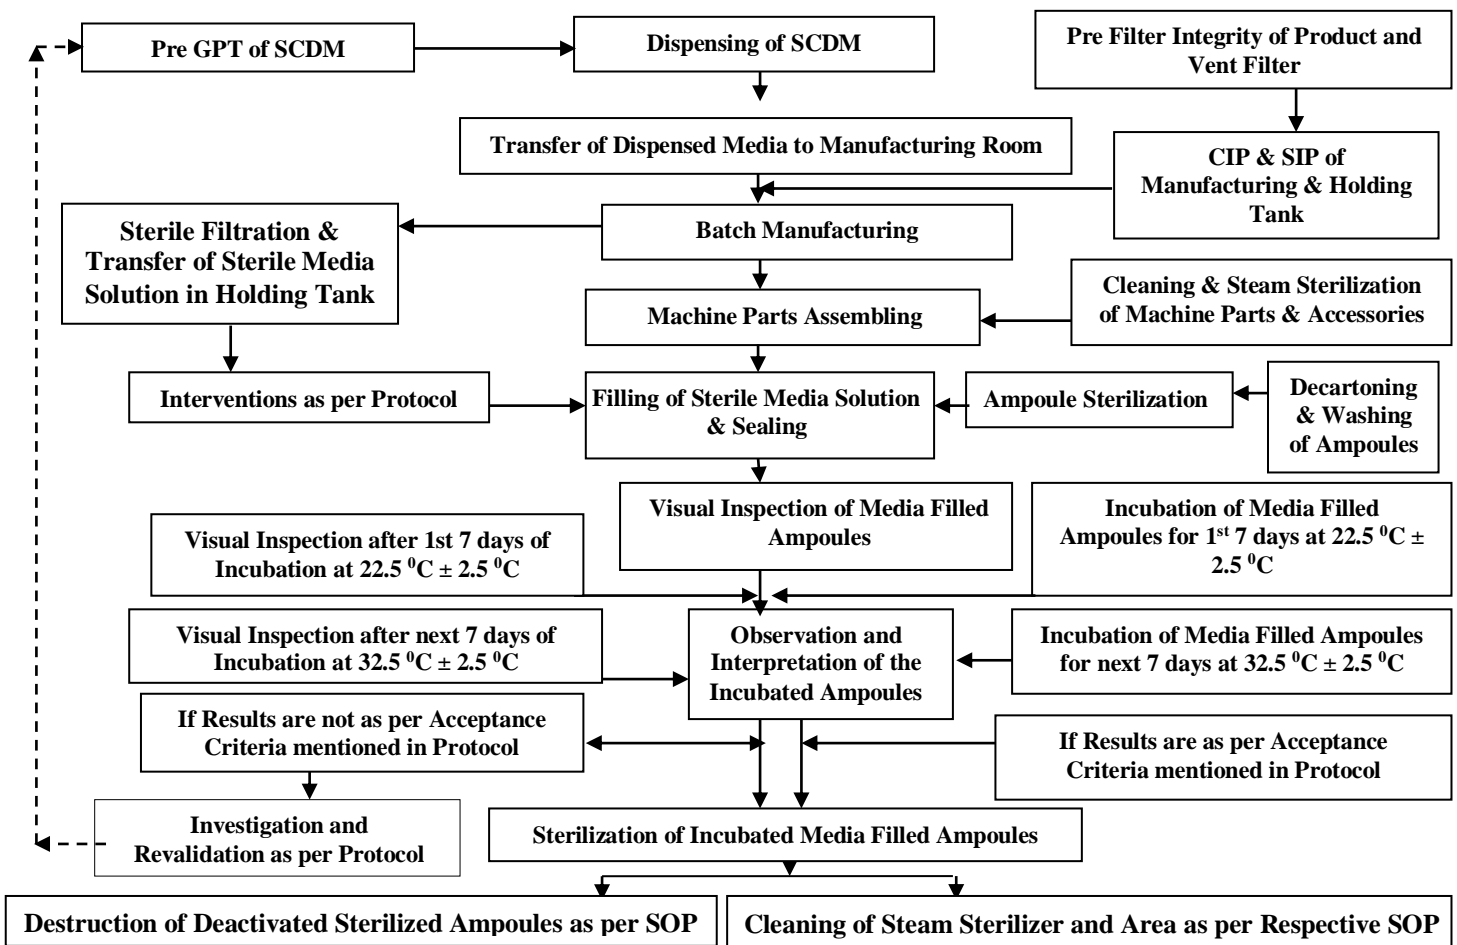 Pre GPT of SCDM
Dispensing of SCDM
Pre Filter Integrity of Product and
Vent Filter
Transfer of Dispensed Media to Manufacturing Room
CIP & SIP of
Manufacturing & Holding
Tank
Sterile Filtration &
Transfer of Sterile Media
Solution in Holding Tank
Batch Manufacturing
Cleaning & Steam Sterilization
of Machine Parts & Accessories
Machine Parts Assembling
Interventions as per Protocol
Filling of Sterile Media Solution
& Sealing
Ampoule Sterilization
Decartoning
& Washing
of Ampoules
Visual Inspection of Media Filled
Ampoules
Incubation of Media Filled
Ampoules for 1st 7 days at 22.5 ⁰C ±
2.5 ⁰C
Visual Inspection after 1st 7 days of
Incubation at 22.5 ⁰C ± 2.5 ⁰C
Visual Inspection after next 7 days of
Incubation at 32.5 ⁰C ± 2.5 ⁰C
Observation and
Interpretation of the
Incubated Ampoules
Incubation of Media Filled Ampoules
for next 7 days at 32.5 ⁰C ± 2.5 ⁰C
If Results are not as per Acceptance
Criteria mentioned in Protocol
If Results are as per Acceptance
Criteria mentioned in Protocol
Investigation and
Revalidation as per Protocol
Sterilization of Incubated Media Filled Ampoules
Destruction of Deactivated Sterilized Ampoules as per SOP
Cleaning of Steam Sterilizer and Area as per Respective SOP